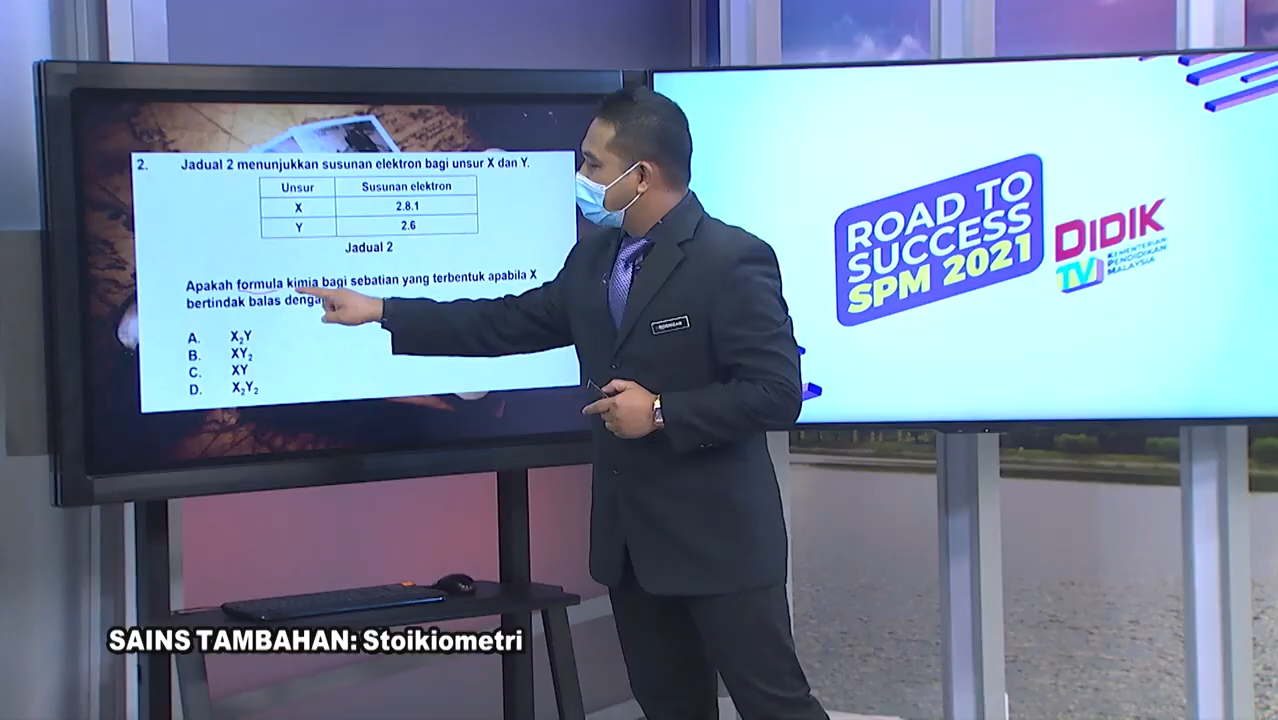 2. Jadual 2 menunjukkan susunan elektron bagi unsur X dan Y.
Unsur Susunan elektron
X 2.8.1
Y 2.6
Jadual 2
Apakah formula kimia bagi sebatian yang terbentuk apabila X
bertindak balas denga
A. X₂Y
B. XY₂
C. XY
D. X₂Y₂
ROAD TO
SUCCESS
SPM 2021
DIDIK
TV
KEMENTERIAN
PENDIDIKAN
MALAYSIA
SAINS TAMBAHAN: Stoikiometri